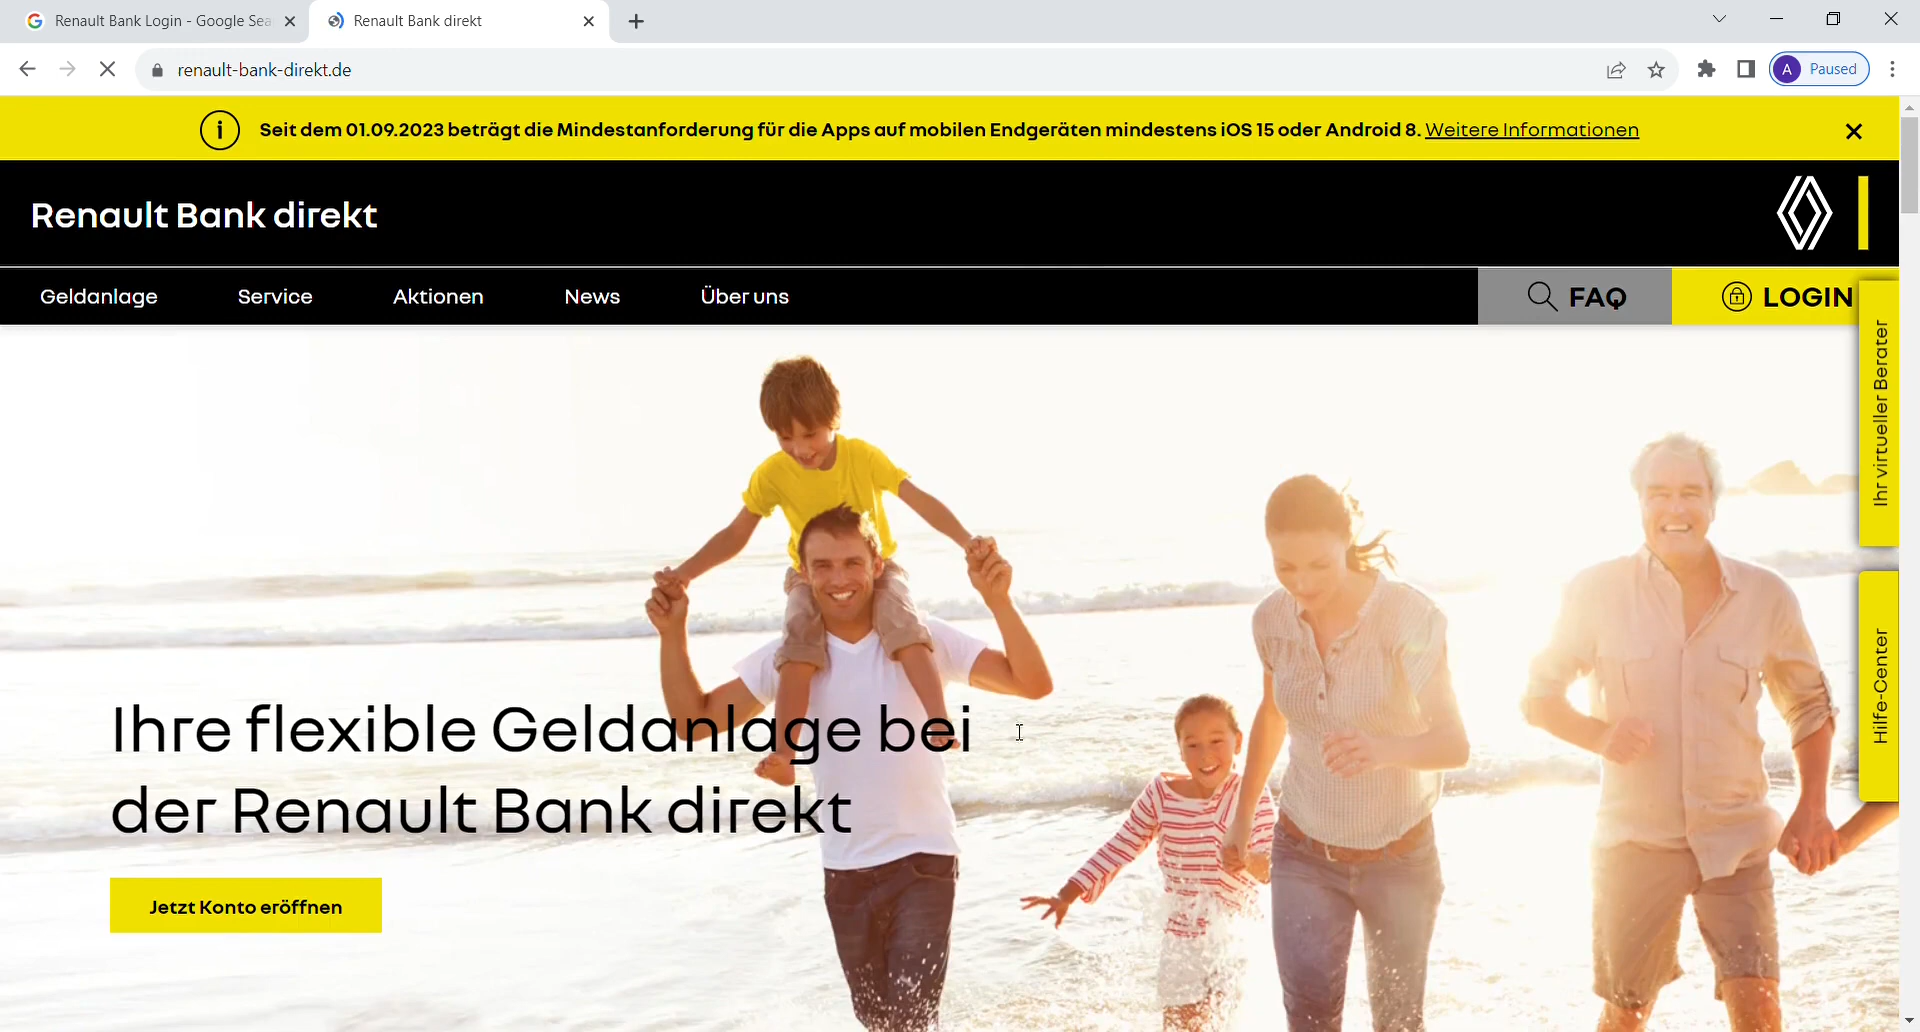 Renault Bank Login - Google Sea
Renault Bank direkt
renault-bank-direkt.de
A
Paused
i
Seit dem 01.09.2023 beträgt die Mindestanforderung für die Apps auf mobilen Endgeräten mindestens iOS 15 oder Android 8. Weitere Informationen
Renault Bank direkt
Geldanlage
Service
Aktionen
News
Über uns
FAQ
LOGIN
Ihr virtueller Berater
Hilfe-Center
Ihre flexible Geldanlage bei
der Renault Bank direkt
Jetzt Konto eröffnen